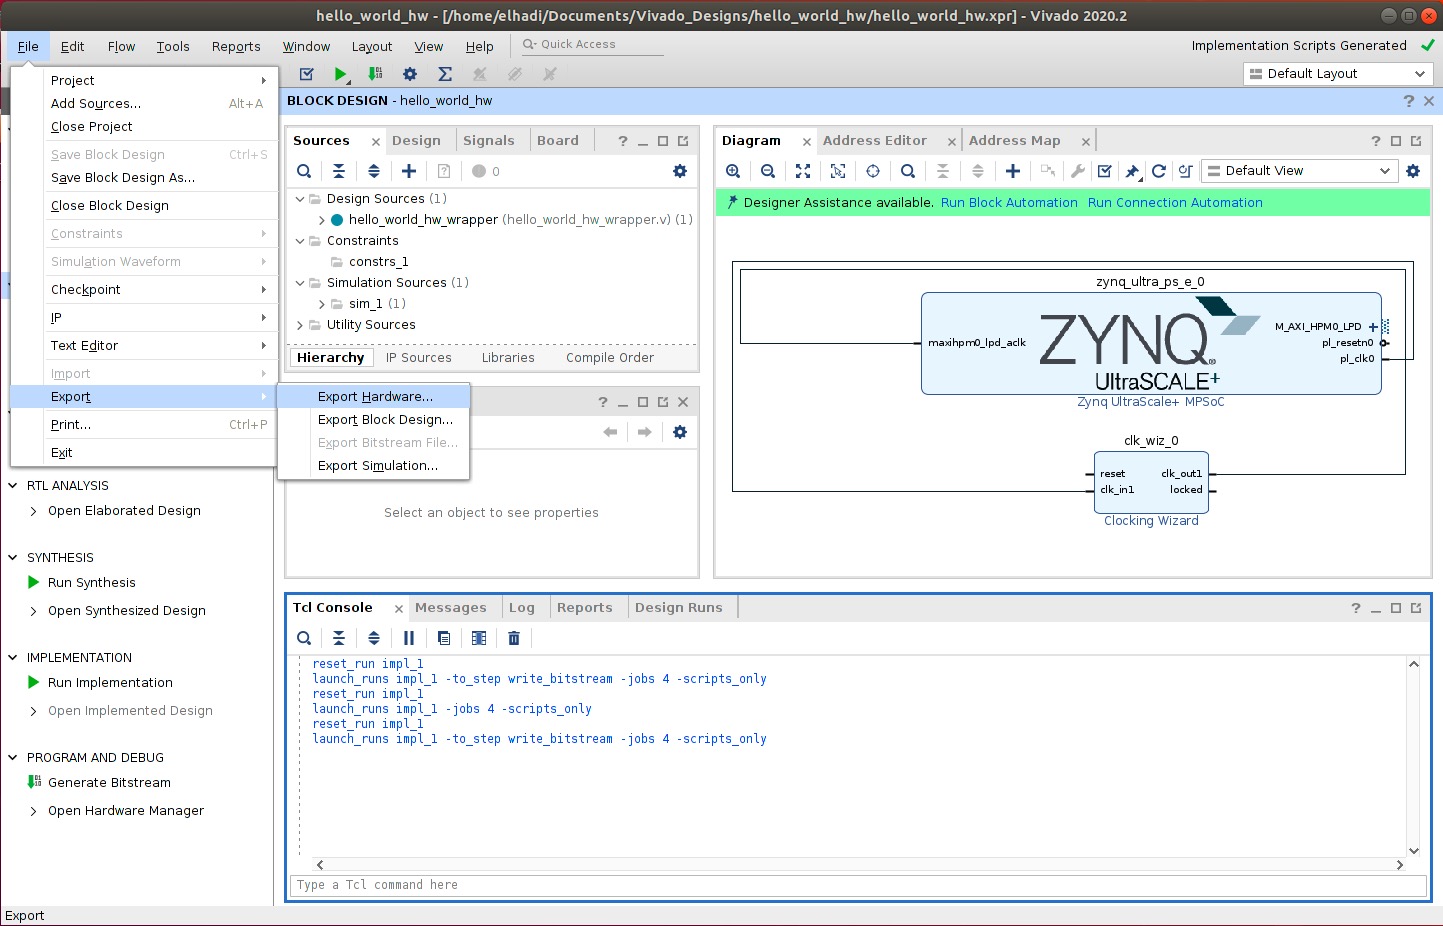 hello_world_hw - [/home/elhadi/Documents/Vivado_Designs/hello_world_hw/hello_world_hw.xpr] - Vivado 2020.2
File Edit Flow Tools Reports Window Layout View Help Quick Access
Implementation Scripts Generated
Default Layout
Project
Add Sources... Alt+A
Close Project
Save Block Design Ctrl+S
Save Block Design As...
Close Block Design
Constraints
Simulation Waveform
Checkpoint
IP
Text Editor
Import
Export
Print... Ctrl+P
Exit
Export Hardware...
Export Block Design...
Export Bitstream File...
Export Simulation...
RTL ANALYSIS
Open Elaborated Design
SYNTHESIS
Run Synthesis
Open Synthesized Design
IMPLEMENTATION
Run Implementation
Open Implemented Design
PROGRAM AND DEBUG
Generate Bitstream
Open Hardware Manager
BLOCK DESIGN - hello_world_hw
Sources Design Signals Board
0
Design Sources (1)
hello_world_hw_wrapper (hello_world_hw_wrapper.v) (1)
Constraints
constrs_1
Simulation Sources (1)
sim_1 (1)
Utility Sources
Hierarchy IP Sources Libraries Compile Order
Select an object to see properties
Diagram Address Editor Address Map
Default View
Designer Assistance available. Run Block Automation Run Connection Automation
zynq_ultra_ps_e_0
maxihpm0_lpd_aclk
ZYNQ
UltraSCALE+
M_AXI_HPM0_LPD
pl_resetn0
pl_clk0
Zynq UltraScale+ MPSoC
clk_wiz_0
reset clk_out1
clk_in1 locked
Clocking Wizard
Tcl Console Messages Log Reports Design Runs
reset_run impl_1
launch_runs impl_1 -to_step write_bitstream -jobs 4 -scripts_only
reset_run impl_1
launch_runs impl_1 -jobs 4 -scripts_only
reset_run impl_1
launch_runs impl_1 -to_step write_bitstream -jobs 4 -scripts_only
Type a Tcl command here
Export